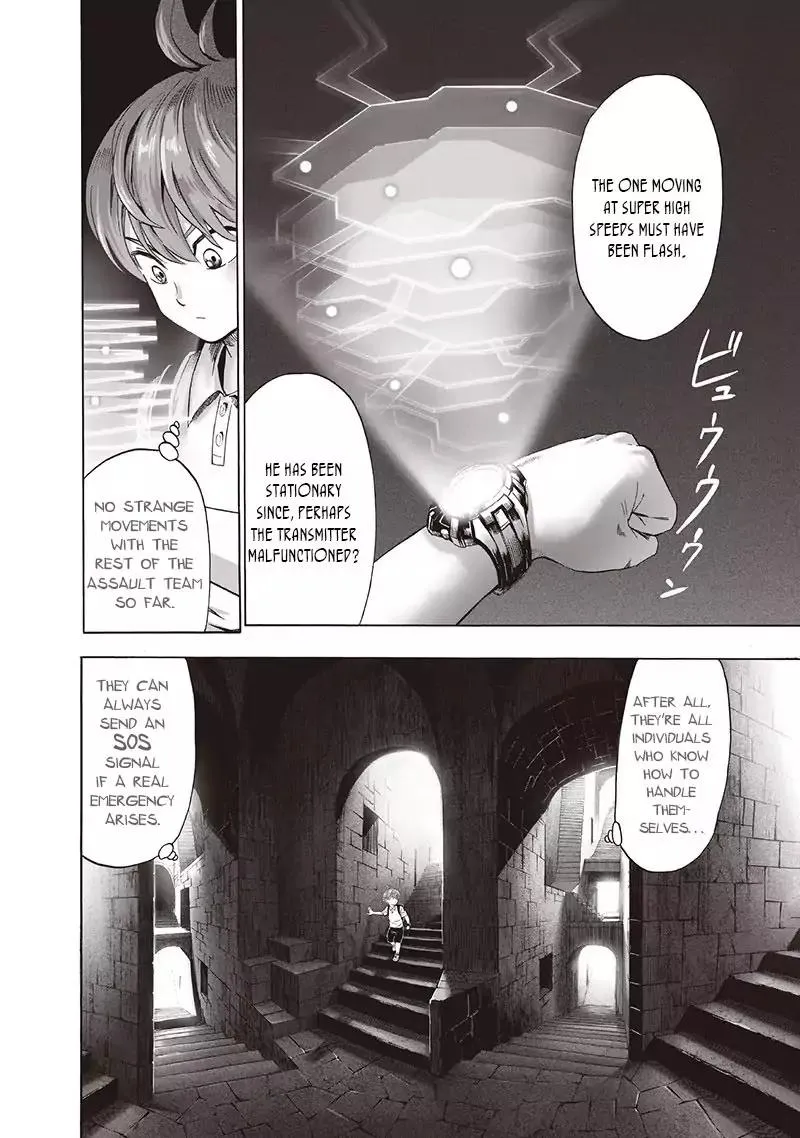 THE ONE MOVING
AT SUPER HIGH
SPEEDS MUST HAVE
BEEN FLASH.
ビュウウウゥン
HE HAS BEEN
STATIONARY
SINCE, PERHAPS
THE TRANSMITTER
MALFUNCTIONED?
NO STRANGE
MOVEMENTS
WITH THE
REST OF THE
ASSAULT TEAM
SO FAR.
AFTER ALL,
THEY'RE ALL
INDIVIDUALS
WHO KNOW
HOW TO
HANDLE
THEM-
SELVES...
THEY CAN
ALWAYS
SEND AN
SOS
SIGNAL
IF A REAL
EMERGENCY
ARISES.